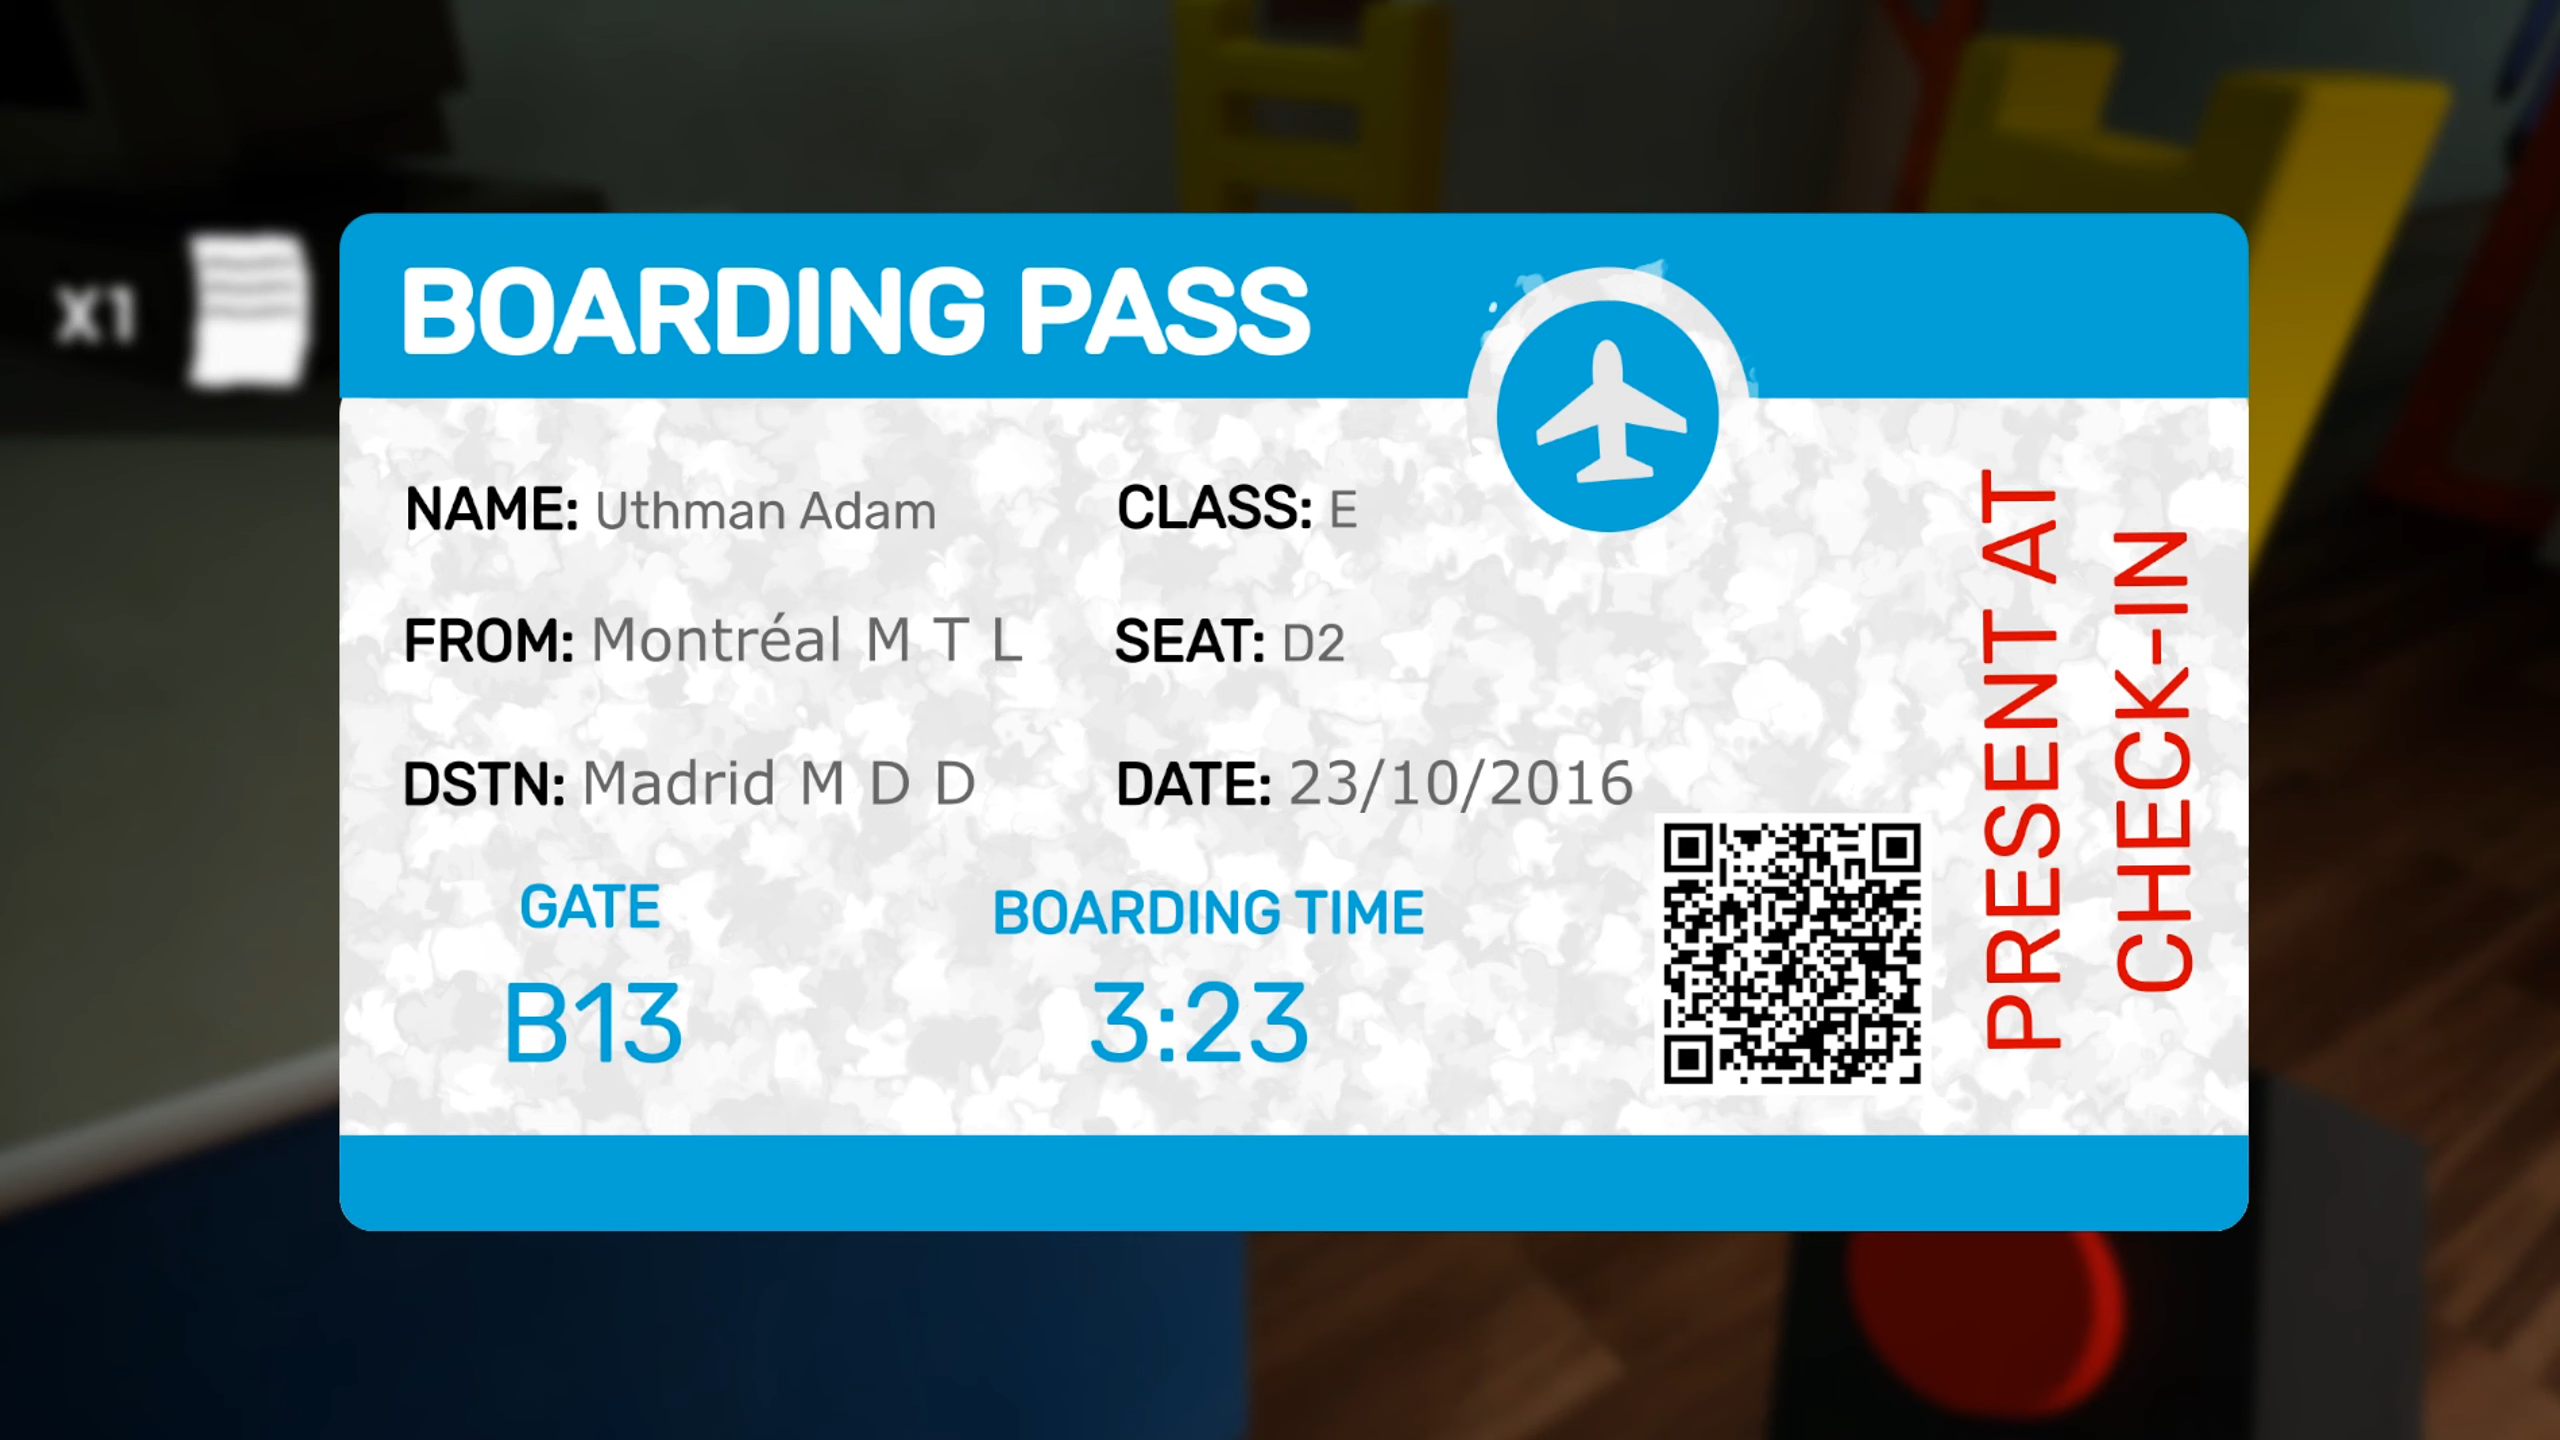 X1
BOARDING PASS
NAME: Uthman Adam
CLASS: E
FROM: Montréal M T L
SEAT: D2
DSTN: Madrid M D D
DATE: 23/10/2016
GATE
BOARDING TIME
B13
3:23
PRESENT AT
CHECK-IN